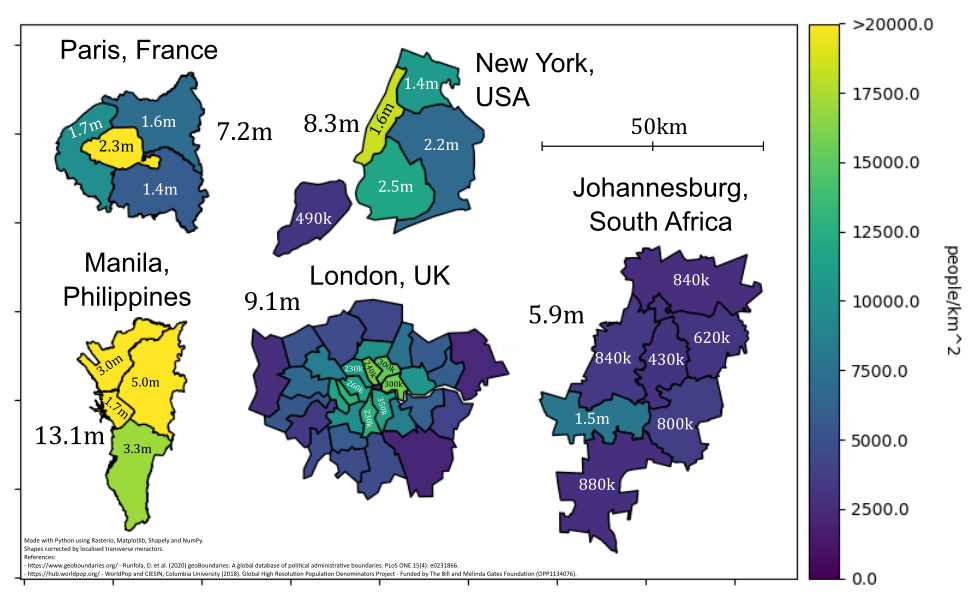 Paris, France
1.7m
1.6m
2.3m
1.4m
7.2m
New York,
USA
8.3m
1.4m
1.6m
2.2m
2.5m
490k
50km
Manila,
Philippines
3.0m
5.0m
1.7m
3.3m
13.1m
London, UK
9.1m
230k
240k
300k
260k
300k
350k
230k
Johannesburg,
South Africa
5.9m
840k
620k
840k
430k
1.5m
800k
880k
>20000.0
17500.0
15000.0
12500.0
10000.0
7500.0
5000.0
2500.0
0.0
people/km^2
Made with Python using Rasterio, Matplotlib, Shapely and NumPy.
Shapes corrected by localised transverse meractors.
References:
- https://www.geoboundaries.org/ - Runfola, D. et al. (2020) geoBoundaries: A global database of political administrative boundaries. PLoS ONE 15(4): e0231866.
- https://hub.worldpop.org/ - WorldPop and CIESIN, Columbia University (2018). Global High Resolution Population Denominators Project - Funded by The Bill and Melinda Gates Foundation (OPP1134076).